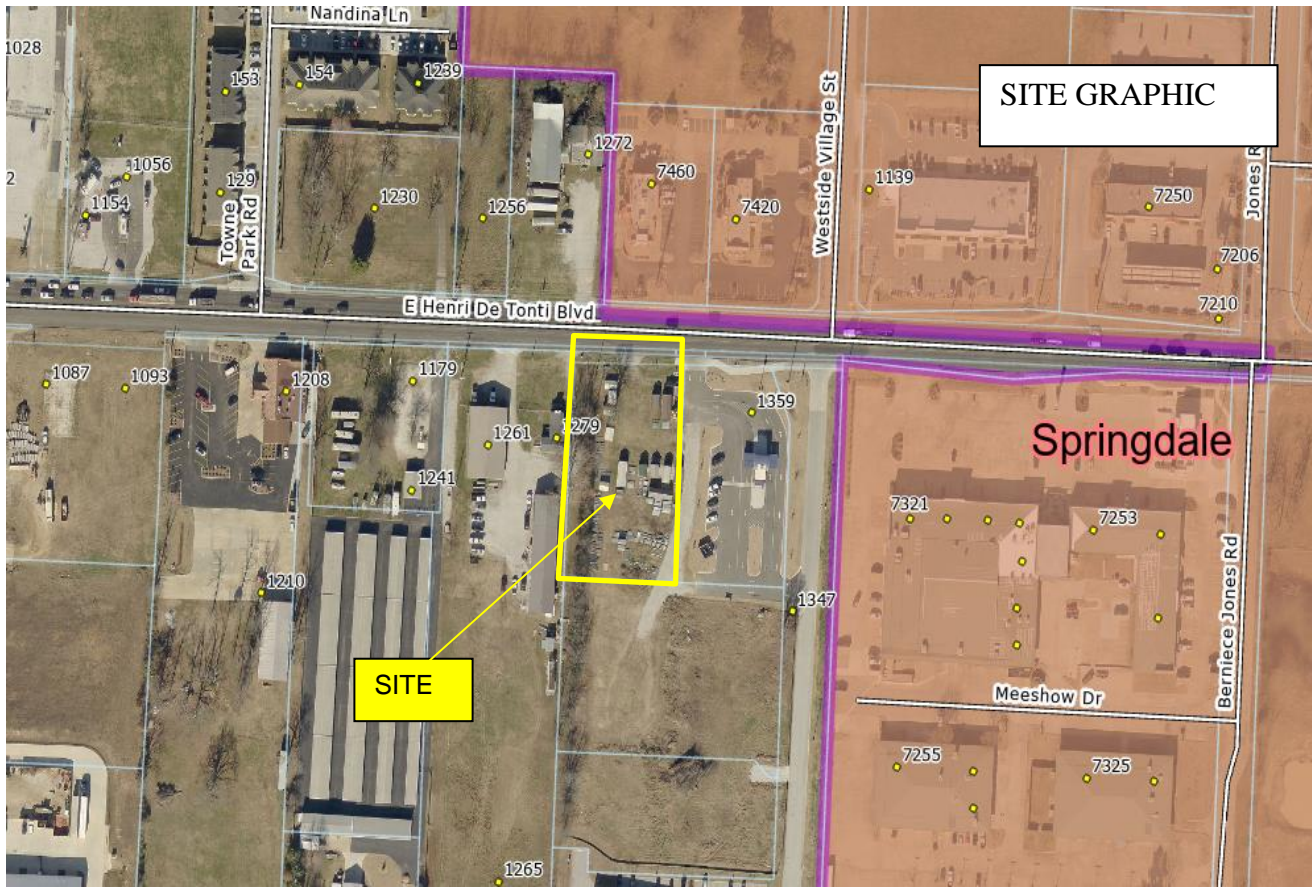 Nandina Ln
1028
153
154
1239
SITE GRAPHIC
Westside Village St
Jones R
1272
1056
7460
1139
129
7250
2
1154
Towne
Park Rd
1230
1256
7420
7206
7210
E Henri De Tonti Blvd
1087
1093
1208
1179
1359
1261
1279
Springdale
1241
7321
7253
1210
1347
Berniece Jones Rd
SITE
Meeshow Dr
7255
7325
1265